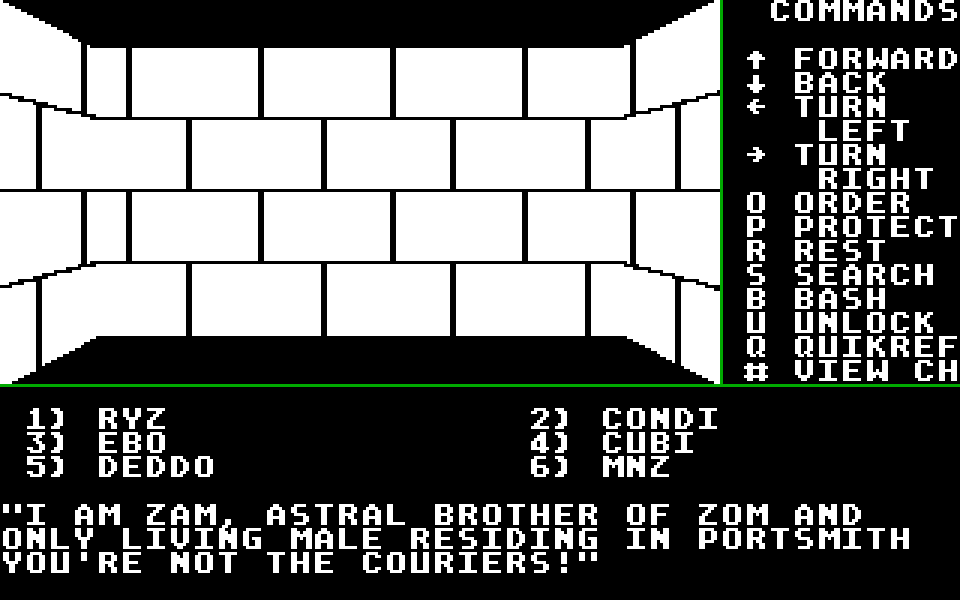 COMMANDS
↑ FORWARD
↓ BACK
← TURN
LEFT
→ TURN
RIGHT
O ORDER
P PROTECT
R REST
S SEARCH
B BASH
U UNLOCK
Q QUIKREF
# VIEW CH
1) RYZ 2) CONDI
3) EBO 4) CUBI
5) DEDDO 6) MNZ
"I AM ZAM, ASTRAL BROTHER OF ZOM AND
ONLY LIVING MALE RESIDING IN PORTSMITH
YOU'RE NOT THE COURIERS!"